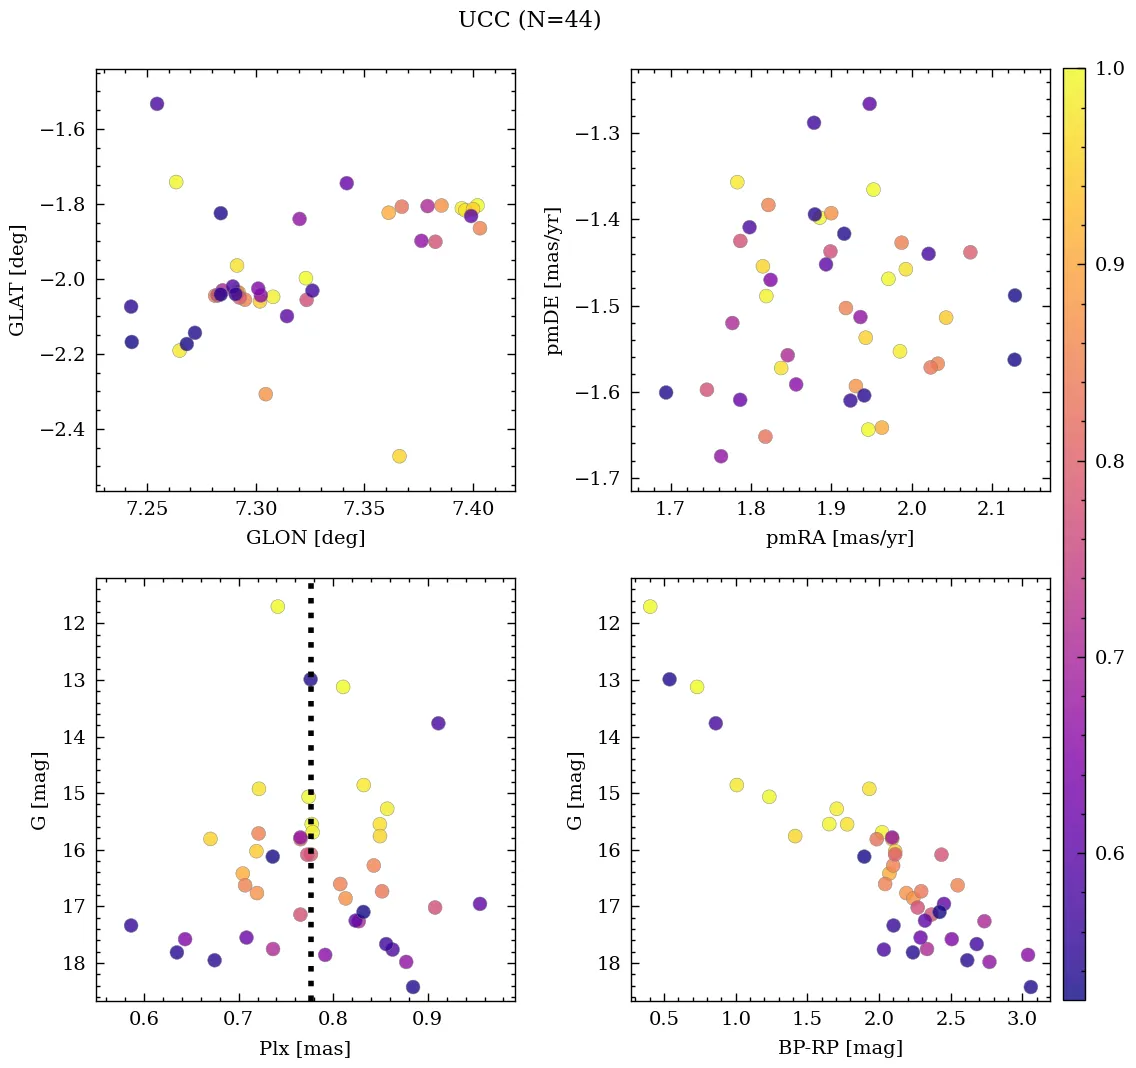 UCC (N=44)
−1.6
−1.8
−2.0
−2.2
−2.4
GLAT [deg]
7.25 7.30 7.35 7.40
GLON [deg]
−1.3
−1.4
−1.5
−1.6
−1.7
pmDE [mas/yr]
1.7 1.8 1.9 2.0 2.1
pmRA [mas/yr]
1.0
0.9
0.8
0.7
0.6
12
13
14
15
16
17
18
G [mag]
0.6 0.7 0.8 0.9
Plx [mas]
12
13
14
15
16
17
18
G [mag]
0.5 1.0 1.5 2.0 2.5 3.0
BP-RP [mag]